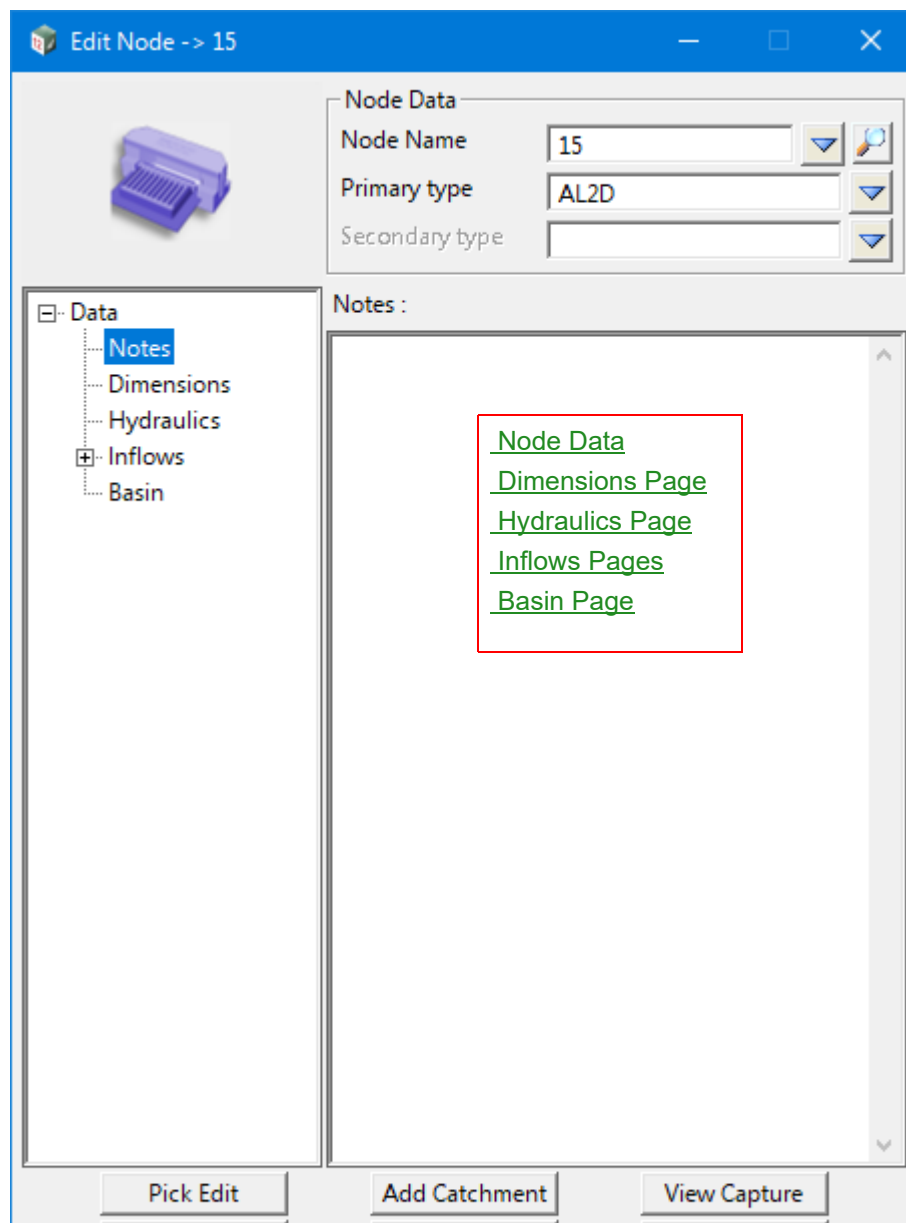 Edit Node -> 15
Node Data
Node Name
15
Primary type
AL2D
Secondary type
Data
Notes
Dimensions
Hydraulics
Inflows
Basin
Notes :
Node Data
Dimensions Page
Hydraulics Page
Inflows Pages
Basin Page
Pick Edit
Add Catchment
View Capture